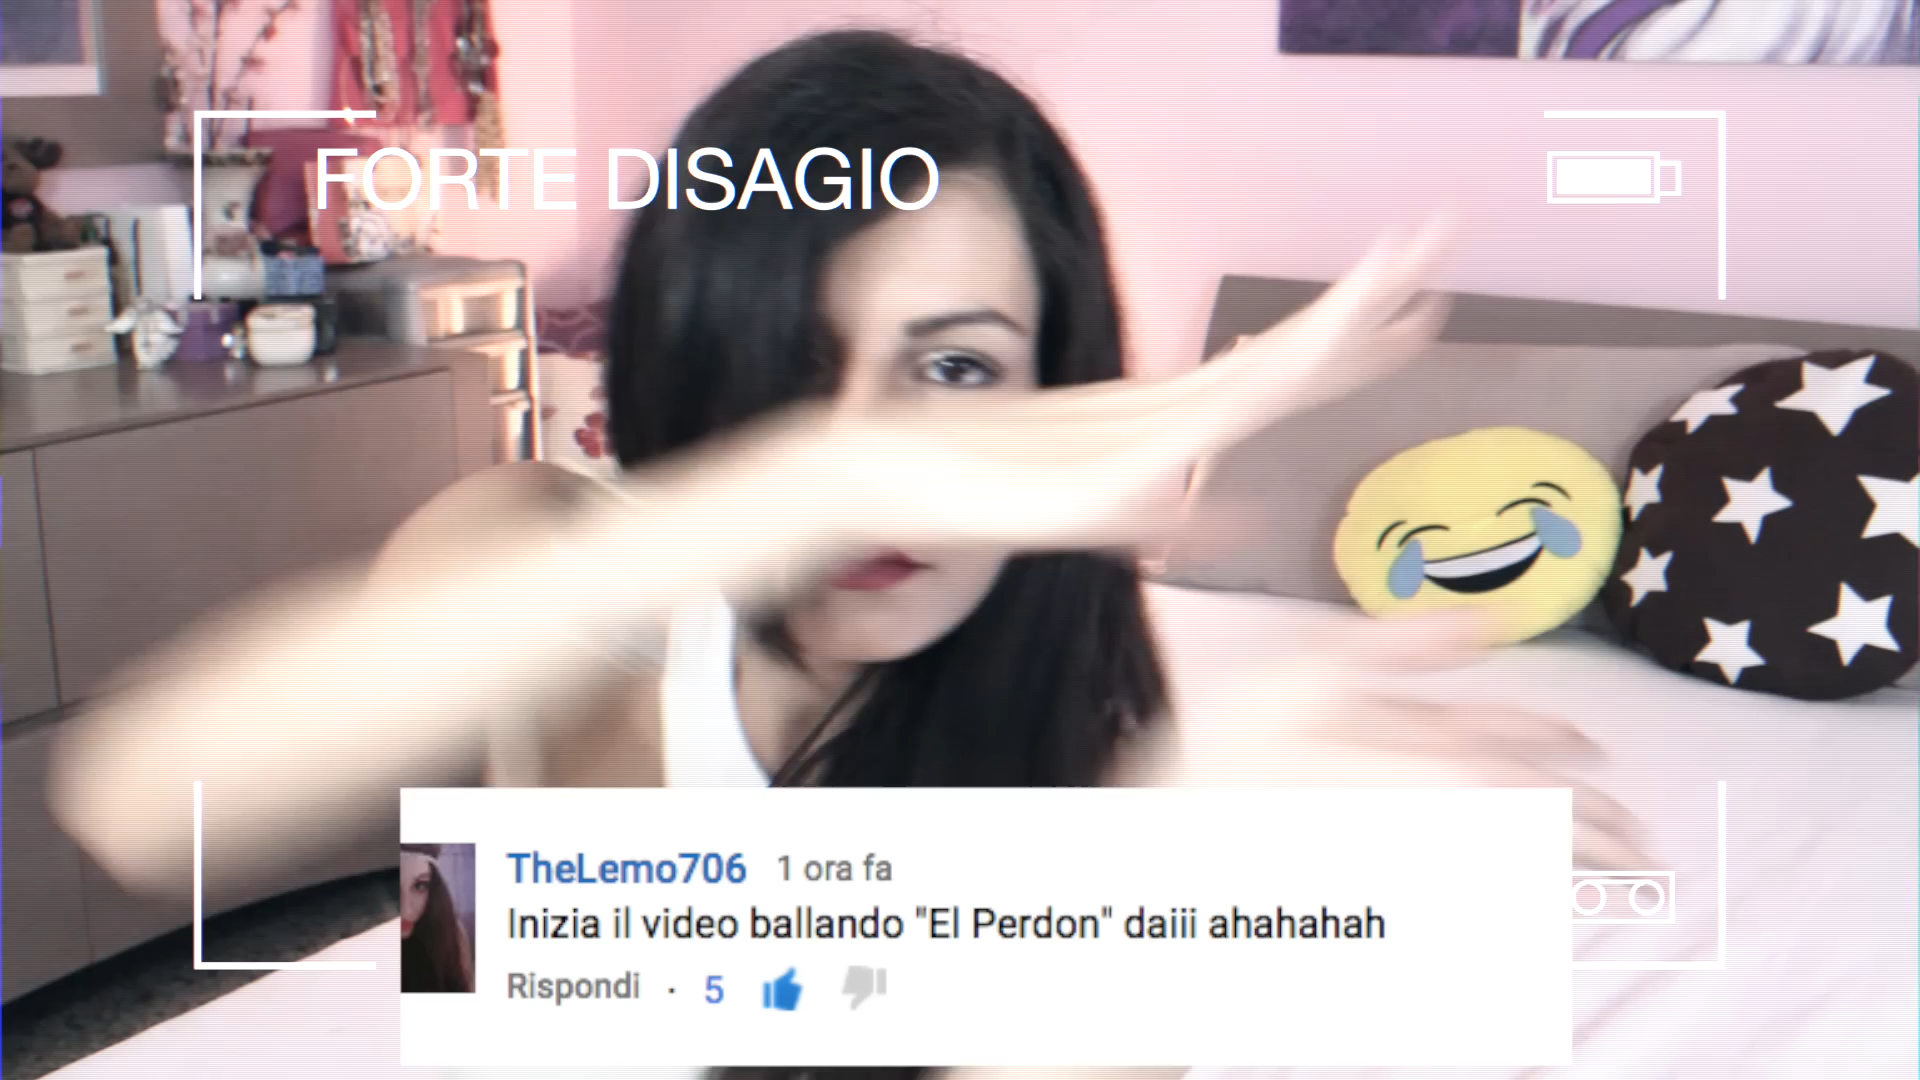 FORTE DISAGIO
TheLemo706 1 ora fa
Inizia il video ballando "El Perdon" daiii ahahahah
Rispondi · 5